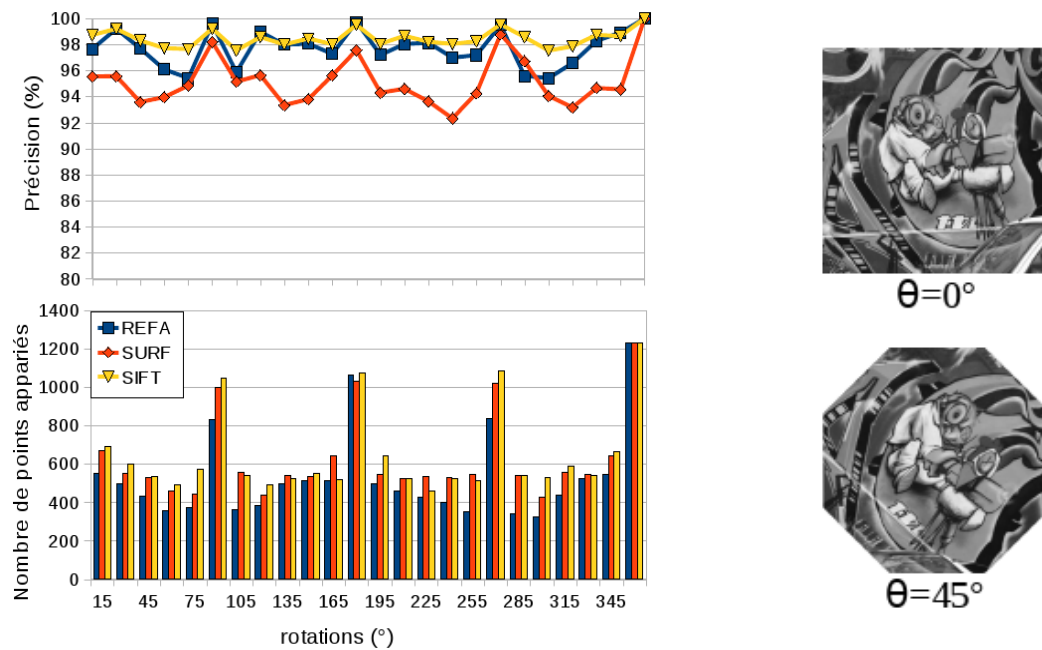 100
98
96
94
92
90
88
86
84
82
80
Précision (%)
1400
1200
1000
800
600
400
200
0
Nombre de points appariés
REFA
SURF
SIFT
15 45 75 105 135 165 195 225 255 285 315 345
rotations (°)
θ=0°
θ=45°